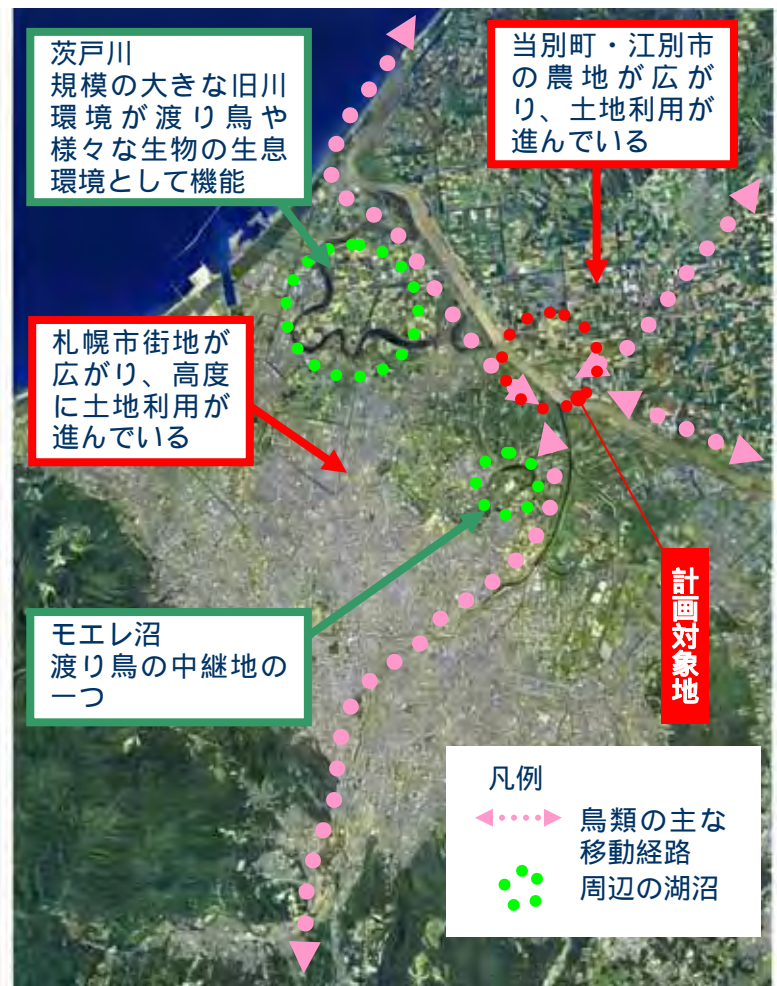 茨戸川
規模の大きな旧川
環境が渡り鳥や
様々な生物の生息
環境として機能
当別町・江別市
の農地が広が
り、土地利用が
進んでいる
札幌市街地が
広がり、高度
に土地利用が
進んでいる
モエレ沼
渡り鳥の中継地の
一つ
計画対象地
凡例
鳥類の主な
移動経路
周辺の湖沼